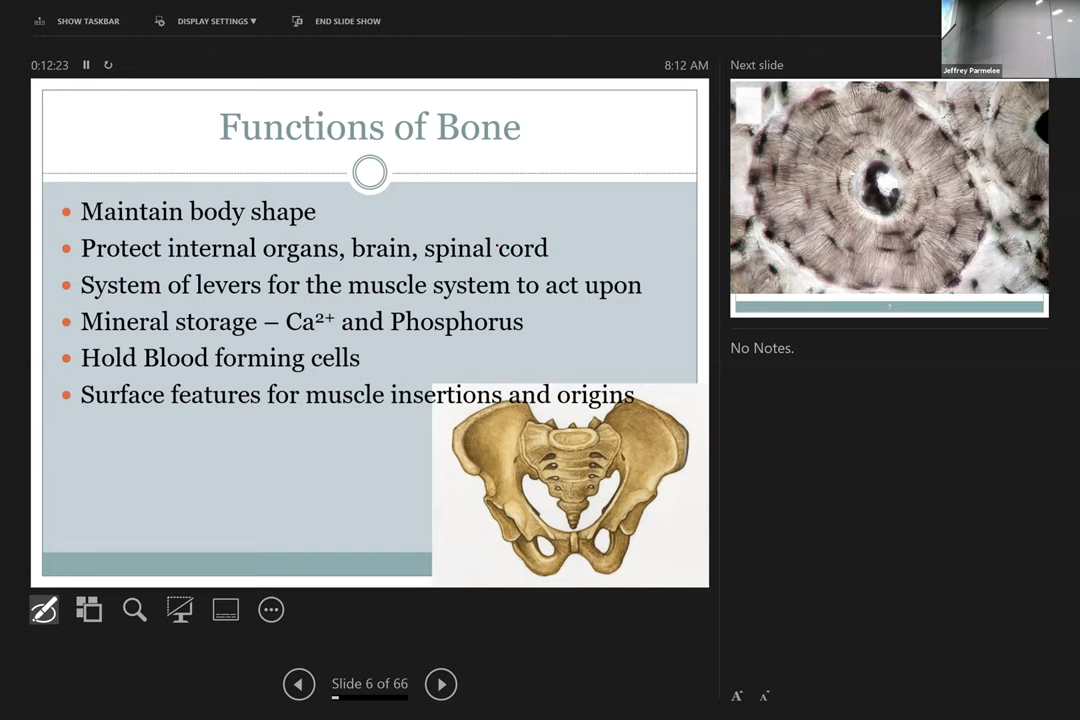 SHOW TASKBAR
DISPLAY SETTINGS ▼
END SLIDE SHOW
0:12:23
8:12 AM
Functions of Bone
• Maintain body shape
• Protect internal organs, brain, spinal cord
• System of levers for the muscle system to act upon
• Mineral storage – Ca²⁺ and Phosphorus
• Hold Blood forming cells
• Surface features for muscle insertions and origins
Slide 6 of 66
Jeffrey Parmelee
Next slide
7
No Notes.
A A